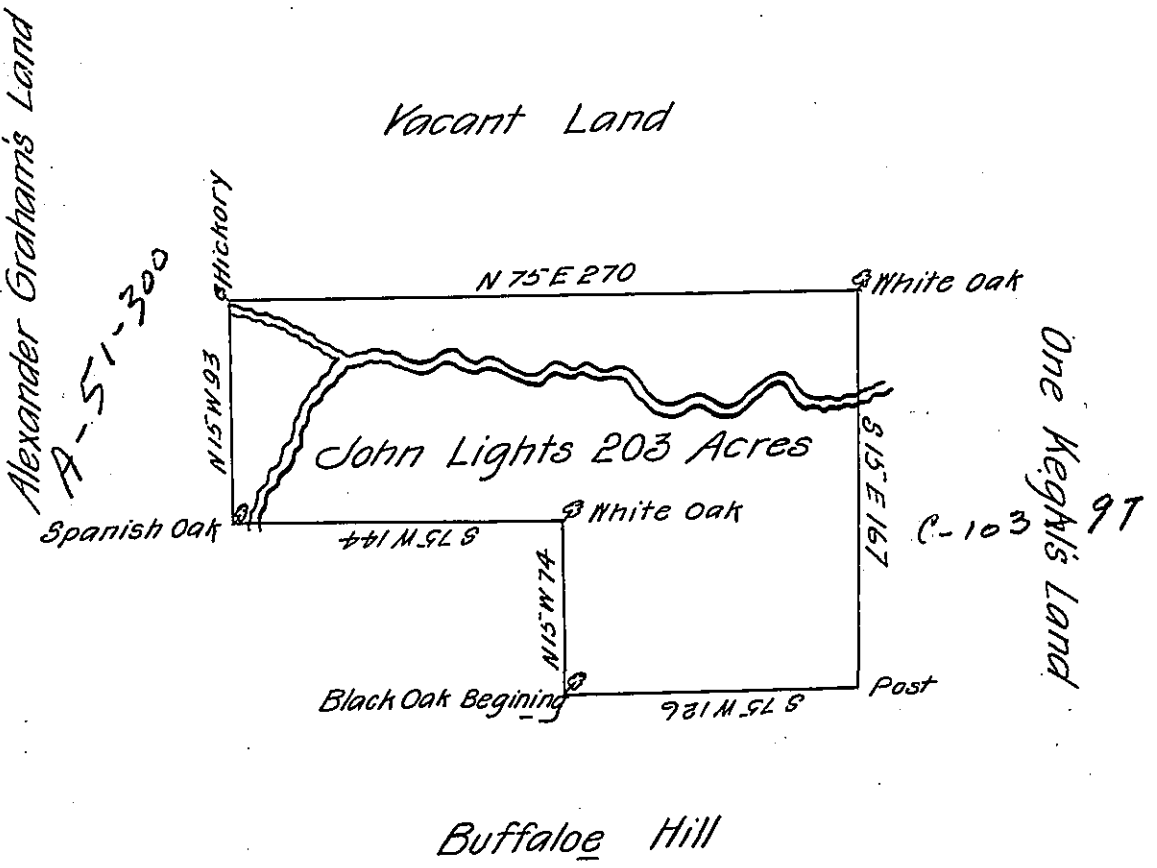 Alexander Graham's Land
A-51-300
Vacant Land
Hickory
N 75 E 270
White Oak
N 15 W 93
John Lights 203 Acres
S 15 E 167
One Keghls Land
C-103 97
Spanish Oak
S 75 W 144
White Oak
N 15 W 74
Black Oak Begining
S 75 W 126
Post
Buffaloe Hill